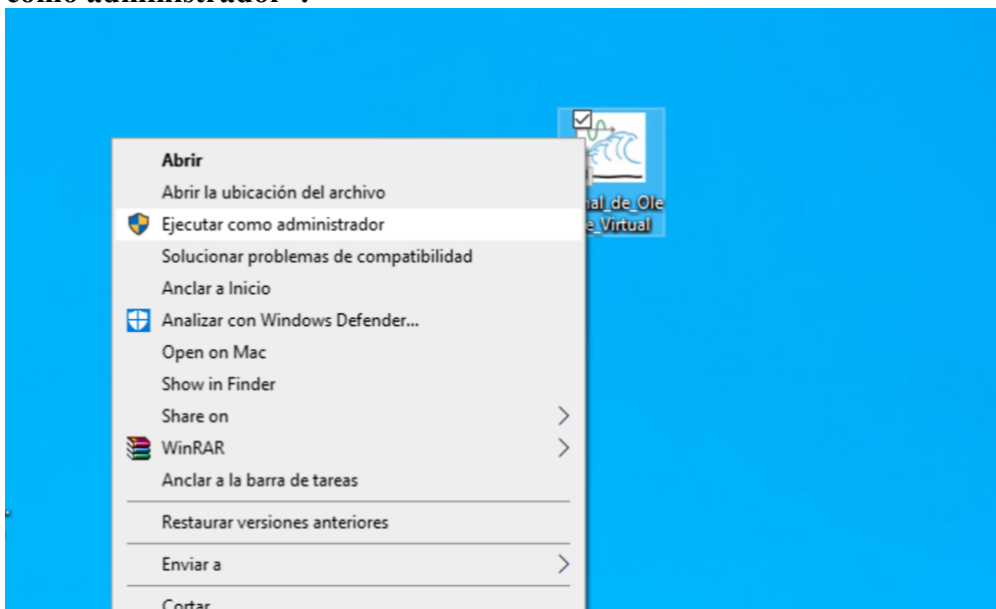 como administrador".
Abrir
Abrir la ubicación del archivo
Ejecutar como administrador
Solucionar problemas de compatibilidad
Anclar a Inicio
Analizar con Windows Defender...
Open on Mac
Show in Finder
Share on
WinRAR
Anclar a la barra de tareas
Restaurar versiones anteriores
Enviar a
Cortar
al_de_Ole
e_Virtual